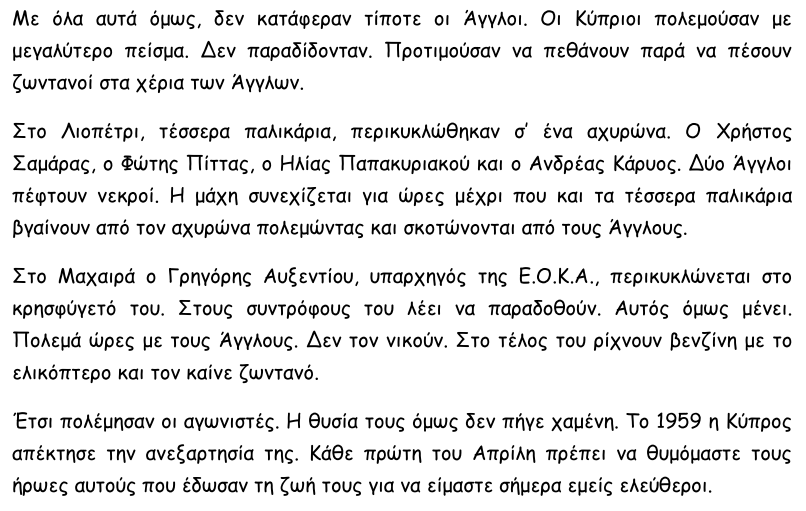 Με όλα αυτά όμως, δεν κατάφεραν τίποτε οι Άγγλοι. Οι Κύπριοι πολεμούσαν με
μεγαλύτερο πείσμα. Δεν παραδίδονταν. Προτιμούσαν να πεθάνουν παρά να πέσουν
ζωντανοί στα χέρια των Άγγλων.
Στο Λιοπέτρι, τέσσερα παλικάρια, περικυκλώθηκαν σ’ ένα αχυρώνα. Ο Χρήστος
Σαμάρας, ο Φώτης Πίττας, ο Ηλίας Παπακυριακού και ο Ανδρέας Κάρυος. Δύο Άγγλοι
πέφτουν νεκροί. Η μάχη συνεχίζεται για ώρες μέχρι που και τα τέσσερα παλικάρια
βγαίνουν από τον αχυρώνα πολεμώντας και σκοτώνονται από τους Άγγλους.
Στο Μαχαιρά ο Γρηγόρης Αυξεντίου, υπαρχηγός της Ε.Ο.Κ.Α., περικυκλώνεται στο
κρησφύγετό του. Στους συντρόφους του λέει να παραδοθούν. Αυτός όμως μένει.
Πολεμά ώρες με τους Άγγλους. Δεν τον νικούν. Στο τέλος του ρίχνουν βενζίνη με το
ελικόπτερο και τον καίνε ζωντανό.
Έτσι πολέμησαν οι αγωνιστές. Η θυσία τους όμως δεν πήγε χαμένη. Το 1959 η Κύπρος
απέκτησε την ανεξαρτησία της. Κάθε πρώτη του Απρίλη πρέπει να θυμόμαστε τους
ήρωες αυτούς που έδωσαν τη ζωή τους για να είμαστε σήμερα εμείς ελεύθεροι.